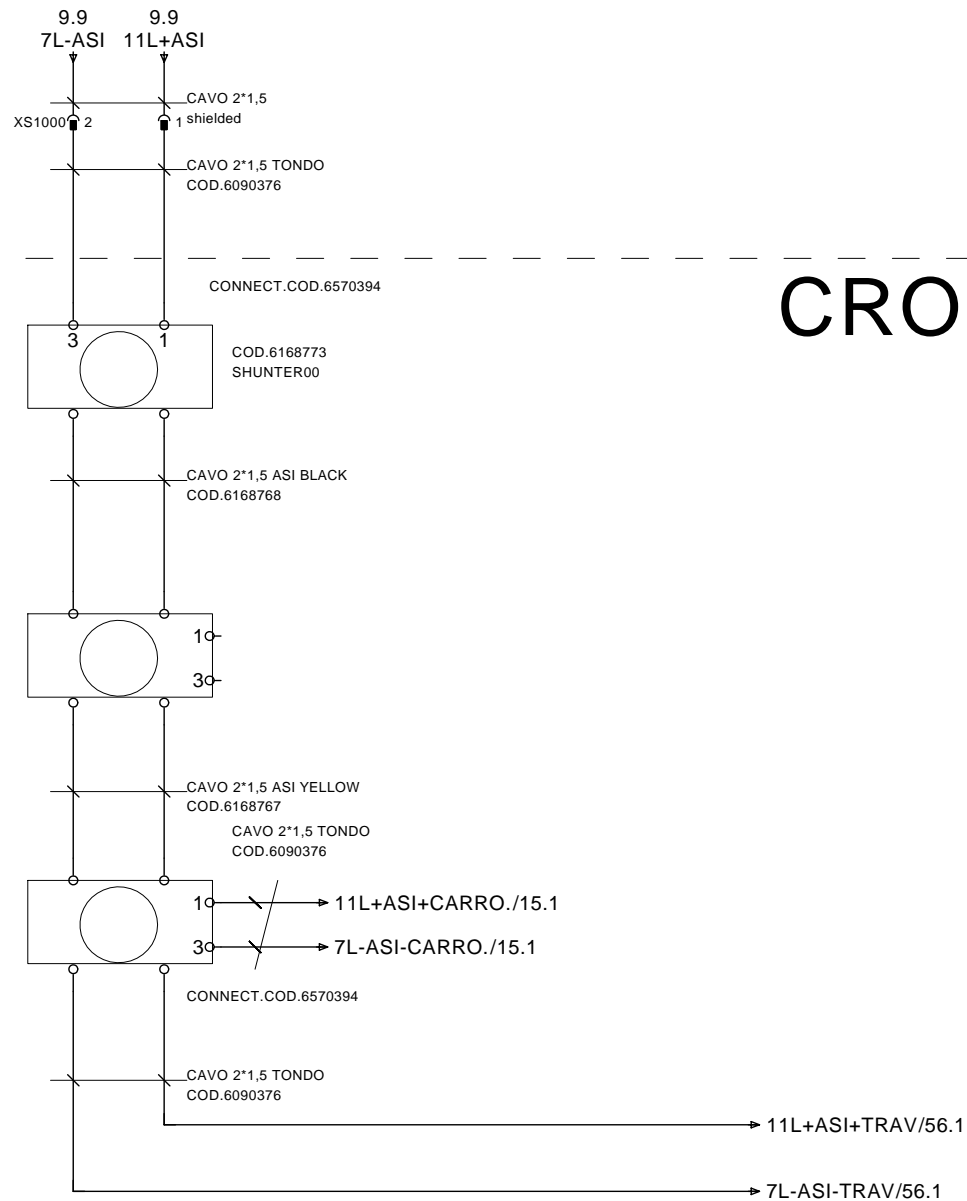 9.9 9.9
7L-ASI 11L+ASI
CAVO 2*1,5
shielded
XS1000 2 1
CAVO 2*1,5 TONDO
COD.6090376
CONNECT.COD.6570394
CRO
3 1
COD.6168773
SHUNTER00
CAVO 2*1,5 ASI BLACK
COD.6168768
1
3
CAVO 2*1,5 ASI YELLOW
COD.6168767
CAVO 2*1,5 TONDO
COD.6090376
1 11L+ASI+CARRO./15.1
3 7L-ASI-CARRO./15.1
CONNECT.COD.6570394
CAVO 2*1,5 TONDO
COD.6090376
11L+ASI+TRAV/56.1
7L-ASI-TRAV/56.1